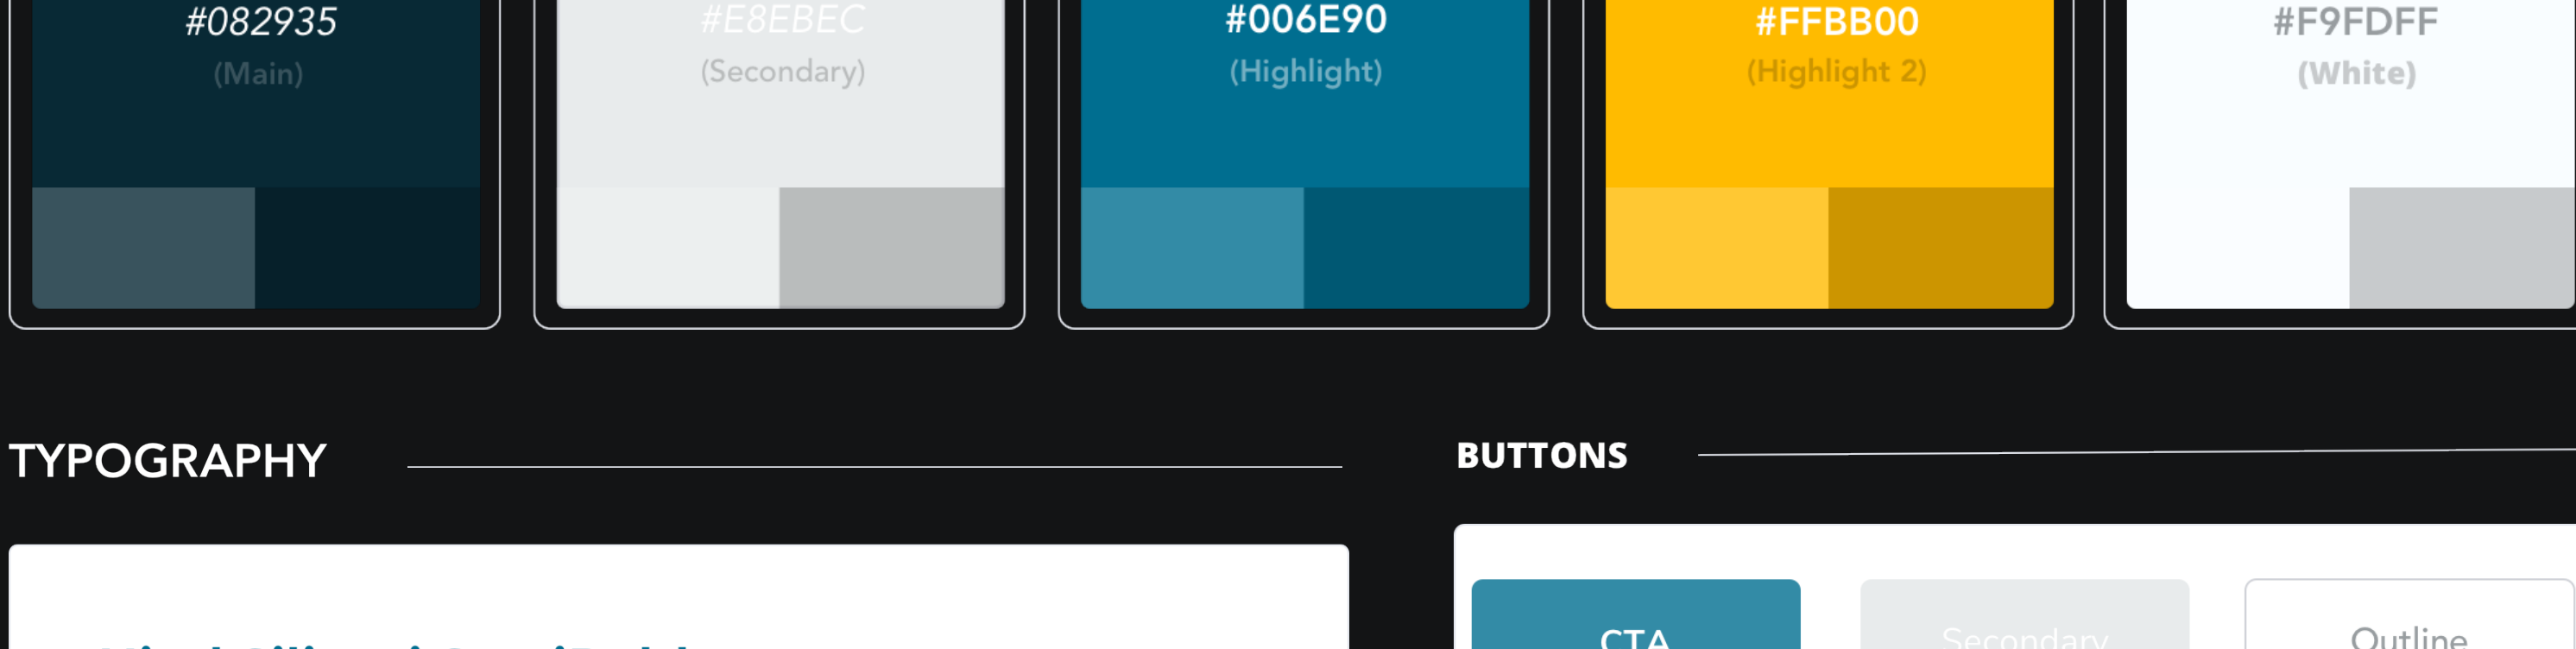 #082935
(Main)
#E8EBEC
(Secondary)
#006E90
(Highlight)
#FFBB00
(Highlight 2)
#F9FDFF
(White)
TYPOGRAPHY
BUTTONS
CTA
Secondary
Outline